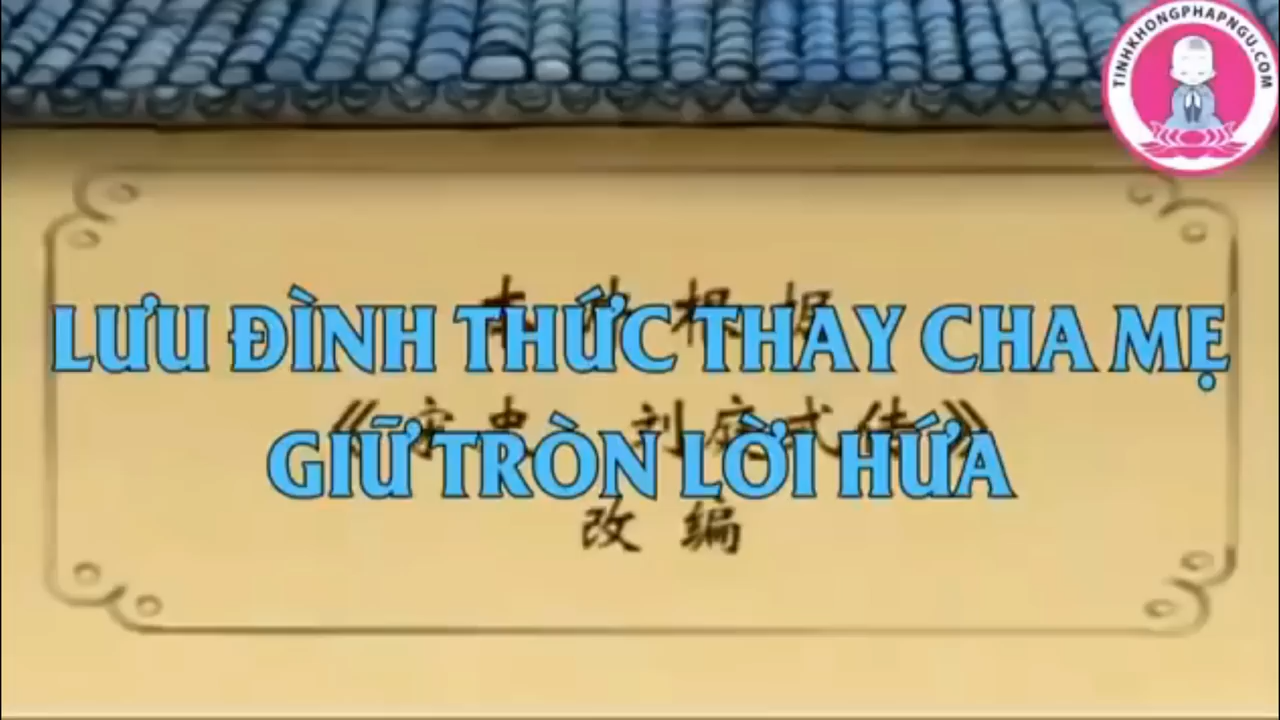 TINHKHONGPHAPNGU.COM
LƯU ĐÌNH THỨC THAY CHA MẸ
GIỮ TRÒN LỜI HỨA
改 编